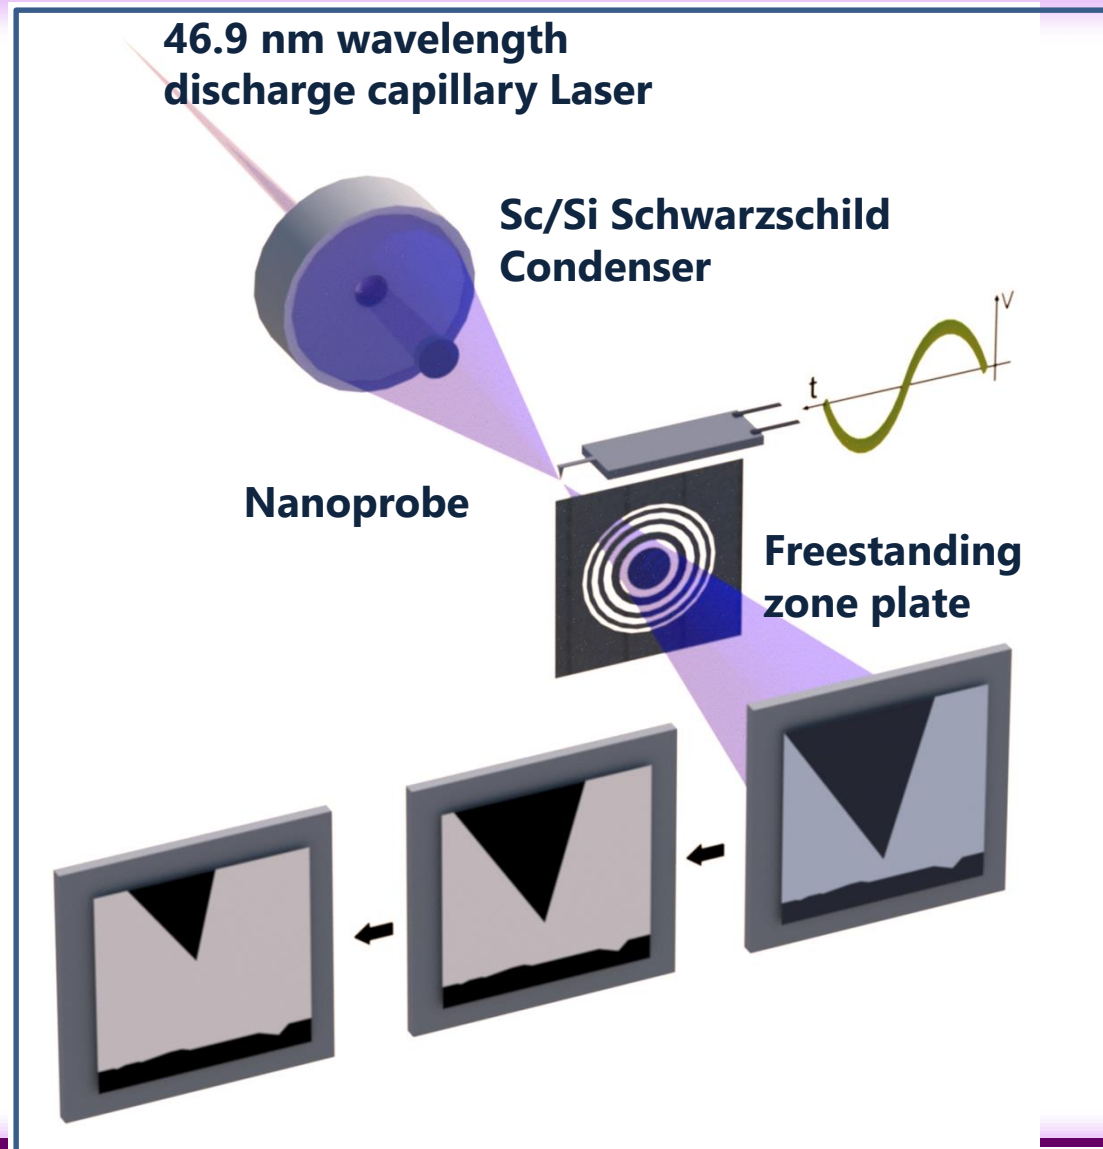 46.9 nm wavelength
discharge capillary Laser
Sc/Si Schwarzschild
Condenser
V
t
Nanoprobe
Freestanding
zone plate